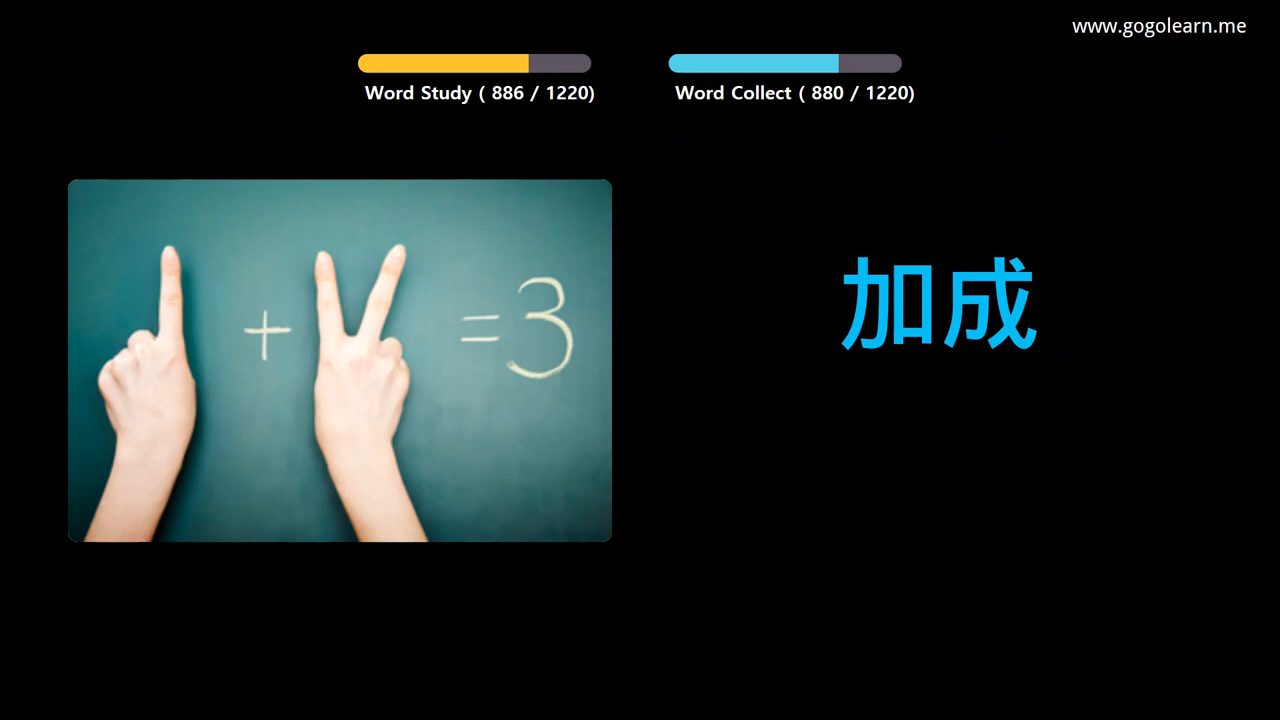 www.gogolearn.me
Word Study ( 886 / 1220)
Word Collect ( 880 / 1220)
+ = 3
加成